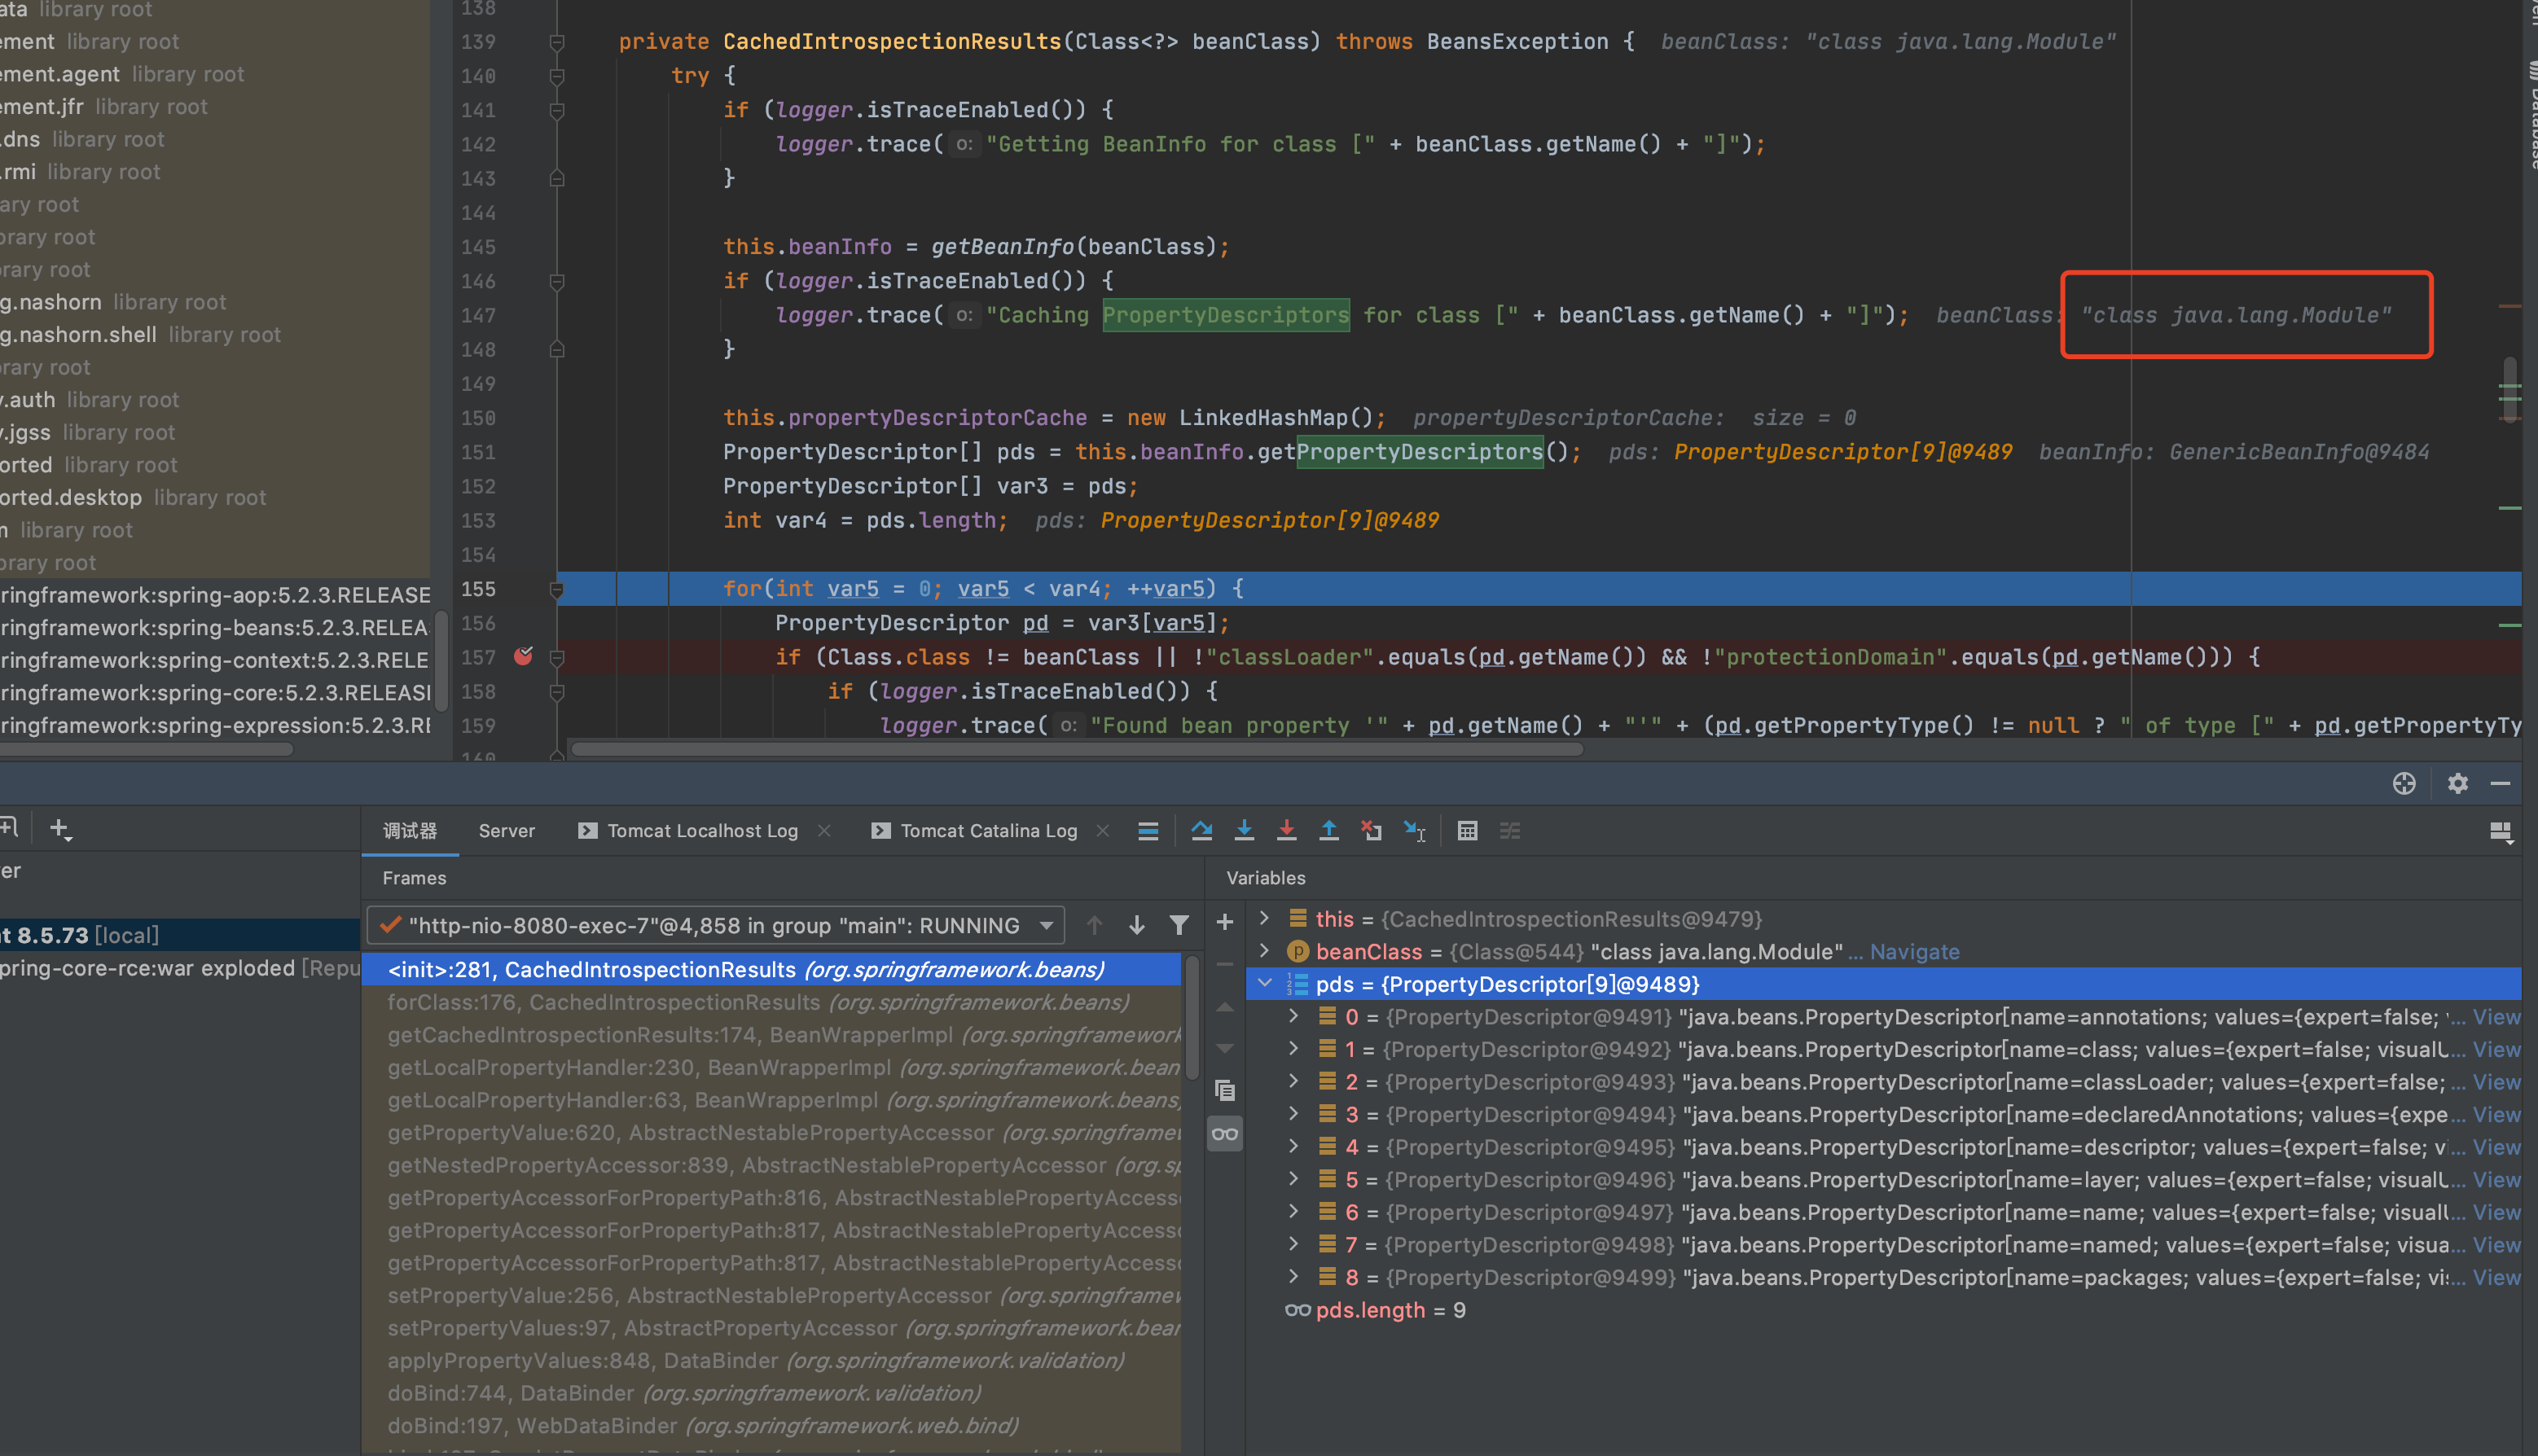 ata library root
ement library root
ement.agent library root
ement.jfr library root
.dns library root
.rmi library root
ary root
brary root
rary root
g.nashorn library root
g.nashorn.shell library root
brary root
y.auth library root
y.jgss library root
orted library root
orted.desktop library root
m library root
brary root
ringframework:spring-aop:5.2.3.RELEASE
ringframework:spring-beans:5.2.3.RELEA
ringframework:spring-context:5.2.3.RELE
ringframework:spring-core:5.2.3.RELEASI
ringframework:spring-expression:5.2.3.RE
138
139 private CachedIntrospectionResults(Class<?> beanClass) throws BeansException { beanClass: "class java.lang.Module"
140 try {
141 if (logger.isTraceEnabled()) {
142 logger.trace( o: "Getting BeanInfo for class [" + beanClass.getName() + "]");
143 }
144
145 this.beanInfo = getBeanInfo(beanClass);
146 if (logger.isTraceEnabled()) {
147 logger.trace( o: "Caching PropertyDescriptors for class [" + beanClass.getName() + "]"); beanClass: "class java.lang.Module"
148 }
149
150 this.propertyDescriptorCache = new LinkedHashMap(); propertyDescriptorCache: size = 0
151 PropertyDescriptor[] pds = this.beanInfo.getPropertyDescriptors(); pds: PropertyDescriptor[9]@9489 beanInfo: GenericBeanInfo@9484
152 PropertyDescriptor[] var3 = pds;
153 int var4 = pds.length; pds: PropertyDescriptor[9]@9489
154
155 for(int var5 = 0; var5 < var4; ++var5) {
156 PropertyDescriptor pd = var3[var5];
157 if (Class.class != beanClass || !"classLoader".equals(pd.getName()) && !"protectionDomain".equals(pd.getName())) {
158 if (logger.isTraceEnabled()) {
159 logger.trace( o: "Found bean property '" + pd.getName() + "'" + (pd.getPropertyType() != null ? " of type [" + pd.getPropertyTy
160
Database
调试器 Server Tomcat Localhost Log Tomcat Catalina Log
er
t 8.5.73 [local]
pring-core-rce:war exploded [Repu
Frames
"http-nio-8080-exec-7"@4,858 in group "main": RUNNING
<init>:281, CachedIntrospectionResults (org.springframework.beans)
forClass:176, CachedIntrospectionResults (org.springframework.beans)
getCachedIntrospectionResults:174, BeanWrapperImpl (org.springframework
getLocalPropertyHandler:230, BeanWrapperImpl (org.springframework.bean
getLocalPropertyHandler:63, BeanWrapperImpl (org.springframework.beans)
getPropertyValue:620, AbstractNestablePropertyAccessor (org.springframew
getNestedPropertyAccessor:839, AbstractNestablePropertyAccessor (org.sp
getPropertyAccessorForPropertyPath:816, AbstractNestablePropertyAccess
getPropertyAccessorForPropertyPath:817, AbstractNestablePropertyAccess
getPropertyAccessorForPropertyPath:817, AbstractNestablePropertyAccess
setPropertyValue:256, AbstractNestablePropertyAccessor (org.springframew
setPropertyValues:97, AbstractPropertyAccessor (org.springframework.bear
applyPropertyValues:848, DataBinder (org.springframework.validation)
doBind:744, DataBinder (org.springframework.validation)
doBind:197, WebDataBinder (org.springframework.web.bind)
Variables
this = {CachedIntrospectionResults@9479}
beanClass = {Class@544} "class java.lang.Module" ... Navigate
pds = {PropertyDescriptor[9]@9489}
0 = {PropertyDescriptor@9491} "java.beans.PropertyDescriptor[name=annotations; values={expert=false; v... View
1 = {PropertyDescriptor@9492} "java.beans.PropertyDescriptor[name=class; values={expert=false; visualU... View
2 = {PropertyDescriptor@9493} "java.beans.PropertyDescriptor[name=classLoader; values={expert=false; ... View
3 = {PropertyDescriptor@9494} "java.beans.PropertyDescriptor[name=declaredAnnotations; values={expe... View
4 = {PropertyDescriptor@9495} "java.beans.PropertyDescriptor[name=descriptor; values={expert=false; vi... View
5 = {PropertyDescriptor@9496} "java.beans.PropertyDescriptor[name=layer; values={expert=false; visualU... View
6 = {PropertyDescriptor@9497} "java.beans.PropertyDescriptor[name=name; values={expert=false; visualU... View
7 = {PropertyDescriptor@9498} "java.beans.PropertyDescriptor[name=named; values={expert=false; visua... View
8 = {PropertyDescriptor@9499} "java.beans.PropertyDescriptor[name=packages; values={expert=false; vi... View
pds.length = 9